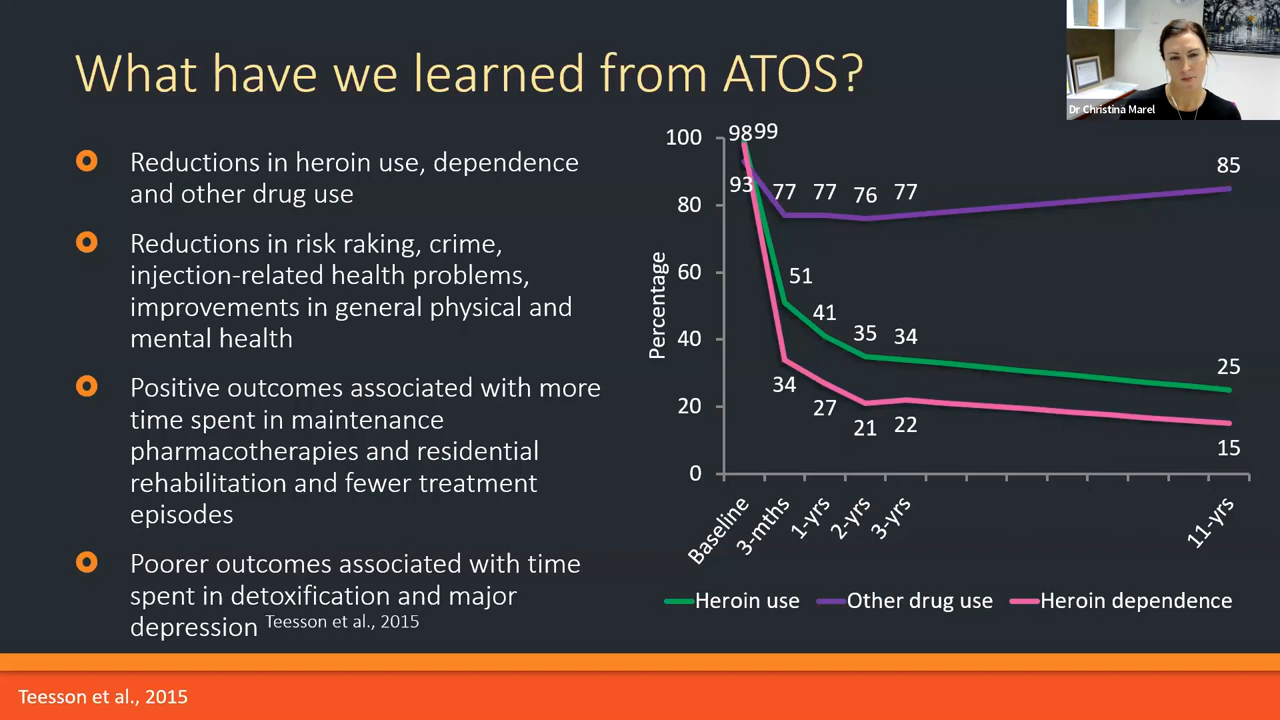 What have we learned from ATOS?
Dr Christina Marel
Reductions in heroin use, dependence
and other drug use
Reductions in risk raking, crime,
injection-related health problems,
improvements in general physical and
mental health
Positive outcomes associated with more
time spent in maintenance
pharmacotherapies and residential
rehabilitation and fewer treatment
episodes
Poorer outcomes associated with time
spent in detoxification and major
depression Teesson et al., 2015
Percentage
100
80
60
40
20
0
98 99
93
77 77 76 77
85
51
41
35
34
25
34
27
21
22
15
Baseline
3-mths
1-yrs
2-yrs
3-yrs
11-yrs
Heroin use Other drug use Heroin dependence
Teesson et al., 2015